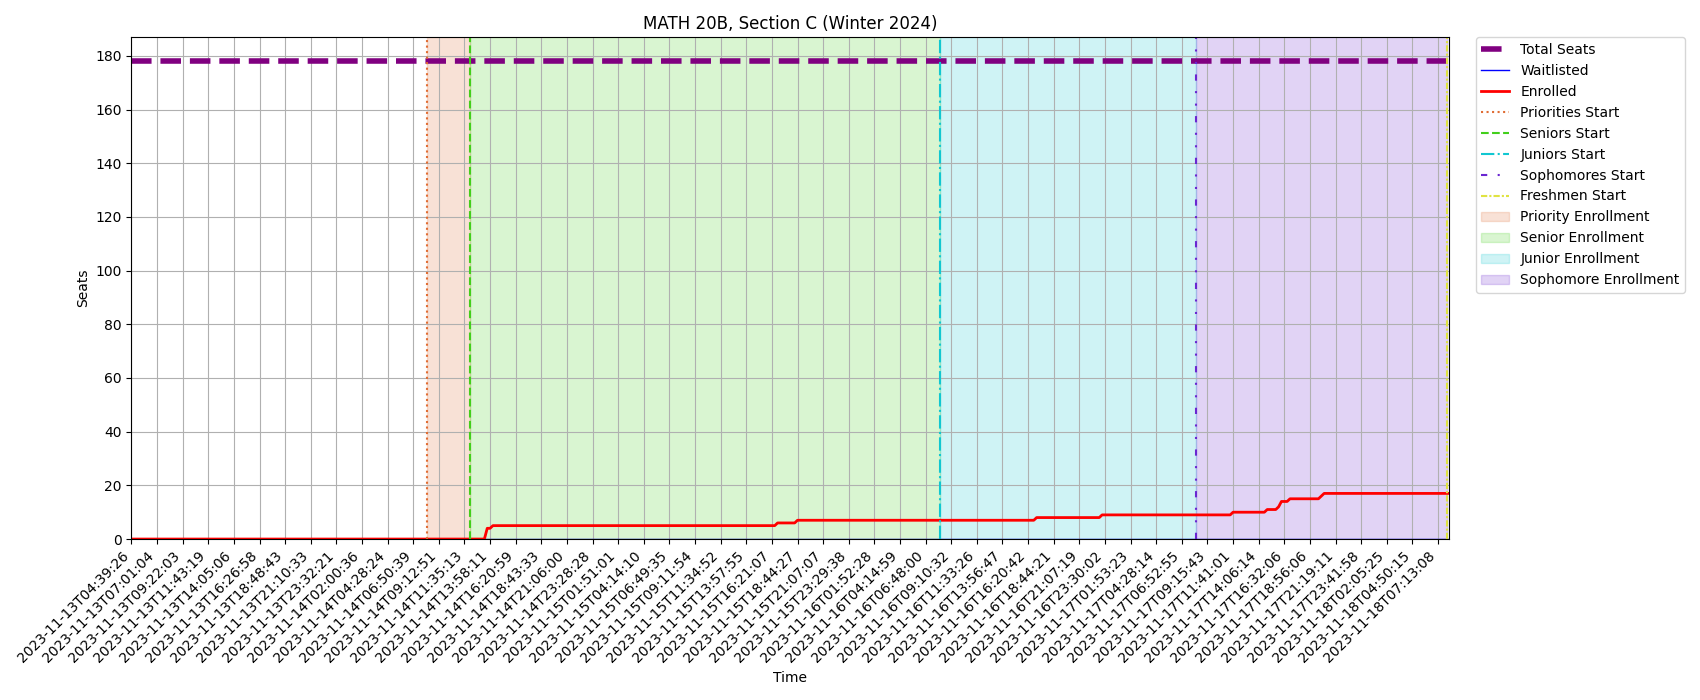 MATH 20B, Section C (Winter 2024)
Seats
180
160
140
120
100
80
60
40
20
0
2023-11-13T04:39:26
2023-11-13T07:01:04
2023-11-13T09:22:03
2023-11-13T11:43:19
2023-11-13T14:05:06
2023-11-13T16:26:58
2023-11-13T18:48:43
2023-11-13T21:10:33
2023-11-13T23:32:21
2023-11-14T02:00:36
2023-11-14T04:28:24
2023-11-14T06:50:39
2023-11-14T09:12:51
2023-11-14T11:35:13
2023-11-14T13:58:11
2023-11-14T16:20:59
2023-11-14T18:43:33
2023-11-14T21:06:00
2023-11-14T23:28:28
2023-11-15T01:51:01
2023-11-15T04:14:10
2023-11-15T06:49:35
2023-11-15T09:11:54
2023-11-15T11:34:52
2023-11-15T13:57:55
2023-11-15T16:21:07
2023-11-15T18:44:27
2023-11-15T21:07:07
2023-11-15T23:29:38
2023-11-16T01:52:28
2023-11-16T04:14:59
2023-11-16T06:48:00
2023-11-16T09:10:32
2023-11-16T11:33:26
2023-11-16T13:56:47
2023-11-16T16:20:42
2023-11-16T18:44:21
2023-11-16T21:07:19
2023-11-16T23:30:02
2023-11-17T01:53:23
2023-11-17T04:28:14
2023-11-17T06:52:55
2023-11-17T09:15:43
2023-11-17T11:41:01
2023-11-17T14:06:14
2023-11-17T16:32:06
2023-11-17T18:56:06
2023-11-17T21:19:11
2023-11-17T23:41:58
2023-11-18T02:05:25
2023-11-18T04:50:15
2023-11-18T07:13:08
Time
Total Seats
Waitlisted
Enrolled
Priorities Start
Seniors Start
Juniors Start
Sophomores Start
Freshmen Start
Priority Enrollment
Senior Enrollment
Junior Enrollment
Sophomore Enrollment